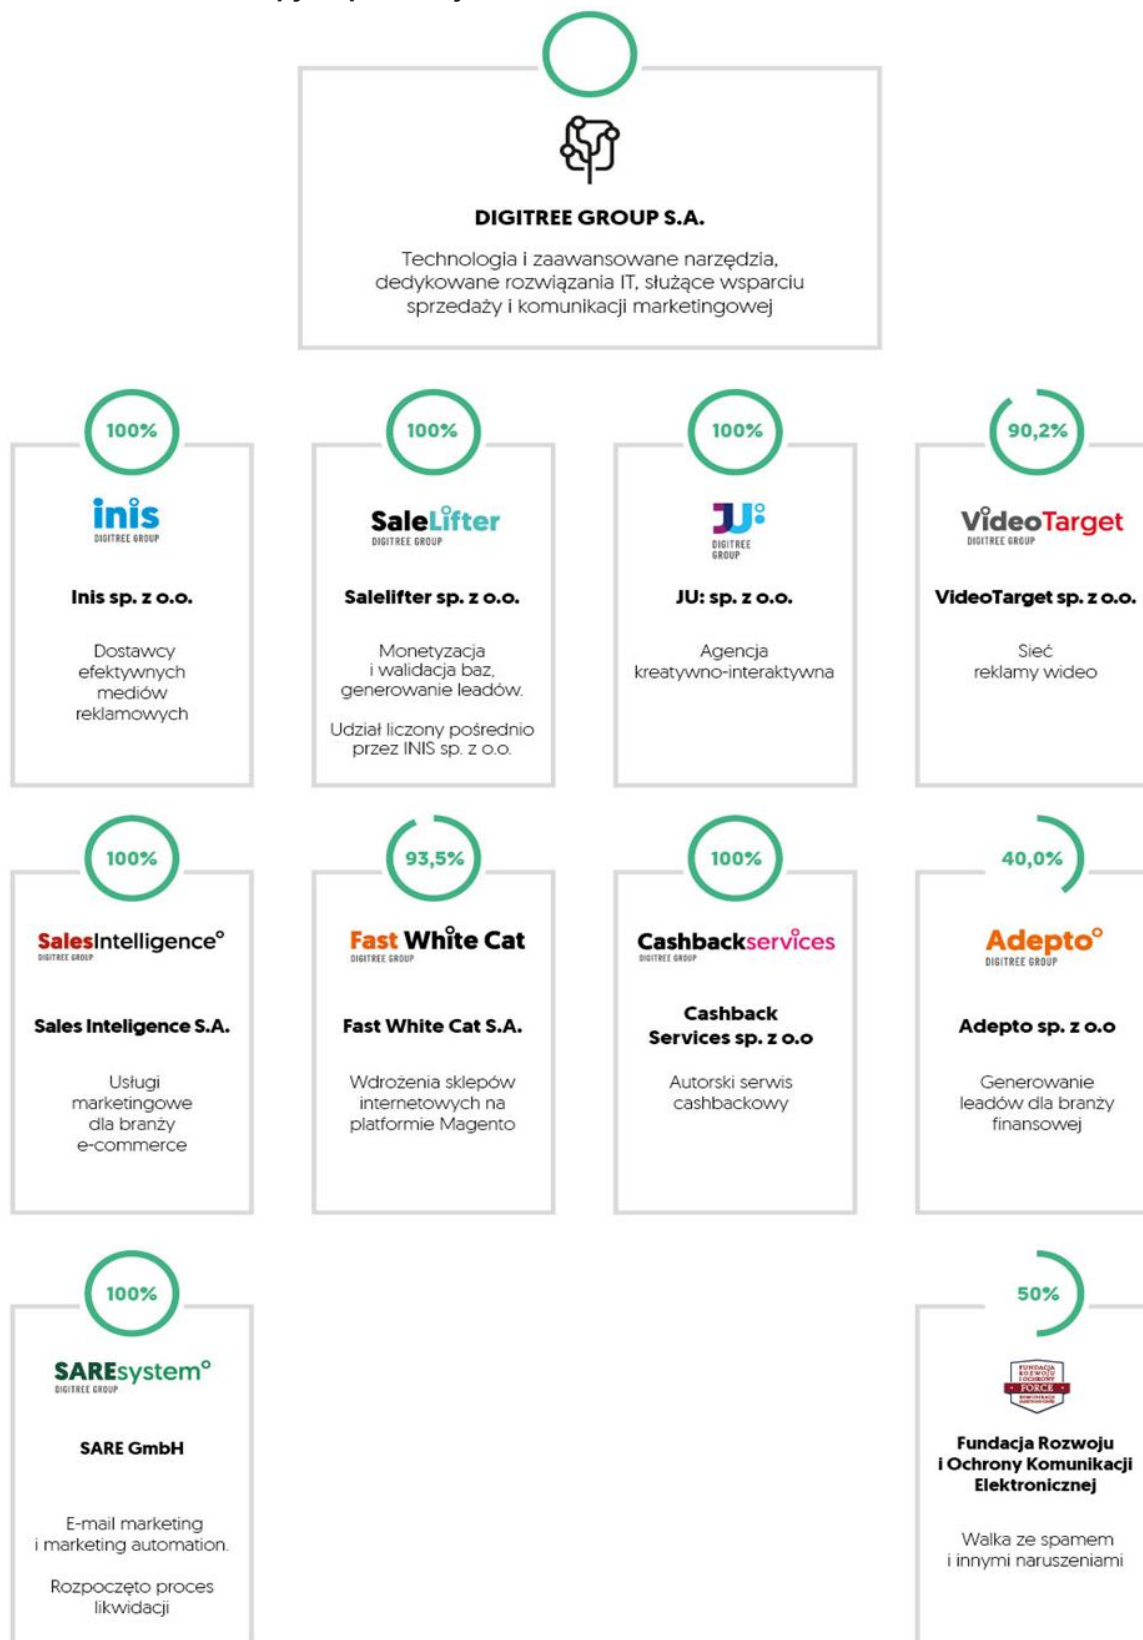 DIGITREE GROUP S.A.
Technologia i zaawansowane narzędzia,
dedykowane rozwiązania IT, służące wsparciu
sprzedaży i komunikacji marketingowej
100%
inis
DIGITREE GROUP
Inis sp. z o.o.
Dostawcy
efektywnych
mediów
reklamowych
100%
SaleLifter
DIGITREE GROUP
Salelifter sp. z o.o.
Monetyzacja
i walidacja baz,
generowanie leadów.
Udział liczony pośrednio
przez INIS sp. z o.o.
100%
JU:
DIGITREE
GROUP
JU: sp. z o.o.
Agencja
kreatywno-interaktywna
90,2%
VideoTarget
DIGITREE GROUP
VideoTarget sp. z o.o.
Sieć
reklamy wideo
100%
SalesIntelligence
DIGITREE GROUP
Sales Inteligence S.A.
Usługi
marketingowe
dla branży
e-commerce
93,5%
Fast White Cat
DIGITREE GROUP
Fast White Cat S.A.
Wdrożenia sklepów
internetowych na
platformie Magento
100%
Cashbackservices
DIGITREE GROUP
Cashback
Services sp. z o.o
Autorski serwis
cashbackowy
40,0%
Adepto
DIGITREE GROUP
Adepto sp. z o.o
Generowanie
leadów dla branży
finansowej
100%
SAREsystem
DIGITREE GROUP
SARE GmbH
E-mail marketing
i marketing automation.
Rozpoczęto proces
likwidacji
50%
FUNDACJA
ROZWOJU
I OCHRONY
FORCE
KOMUNIKACJI
ELEKTRONICZNEJ
Fundacja Rozwoju
i Ochrony Komunikacji
Elektronicznej
Walka ze spamem
i innymi naruszeniami